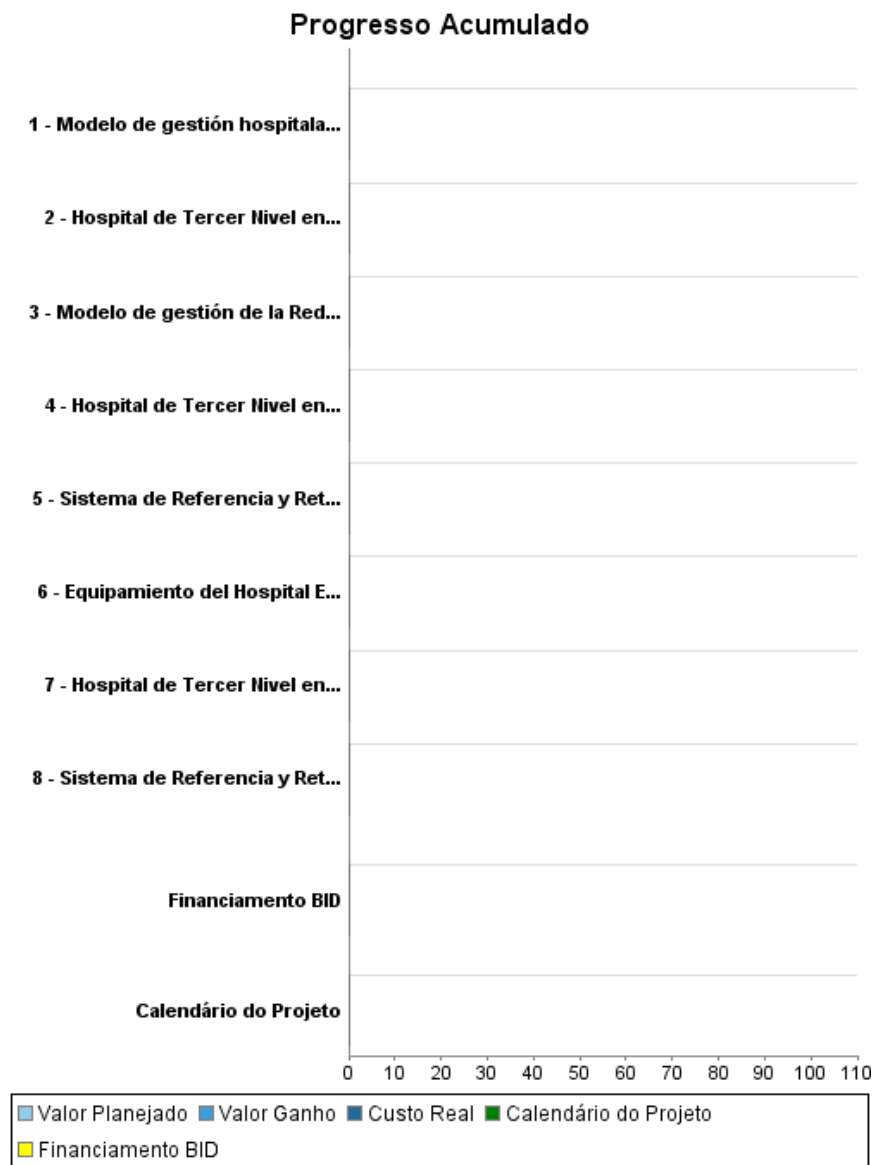 Progresso Acumulado
1 - Modelo de gestión hospitala...
2 - Hospital de Tercer Nivel en...
3 - Modelo de gestión de la Red...
4 - Hospital de Tercer Nivel en...
5 - Sistema de Referencia y Ret...
6 - Equipamiento del Hospital E...
7 - Hospital de Tercer Nivel en...
8 - Sistema de Referencia y Ret...
Financiamento BID
Calendário do Projeto
0 10 20 30 40 50 60 70 80 90 100 110
Valor Planejado Valor Ganho Custo Real Calendário do Projeto
Financiamento BID